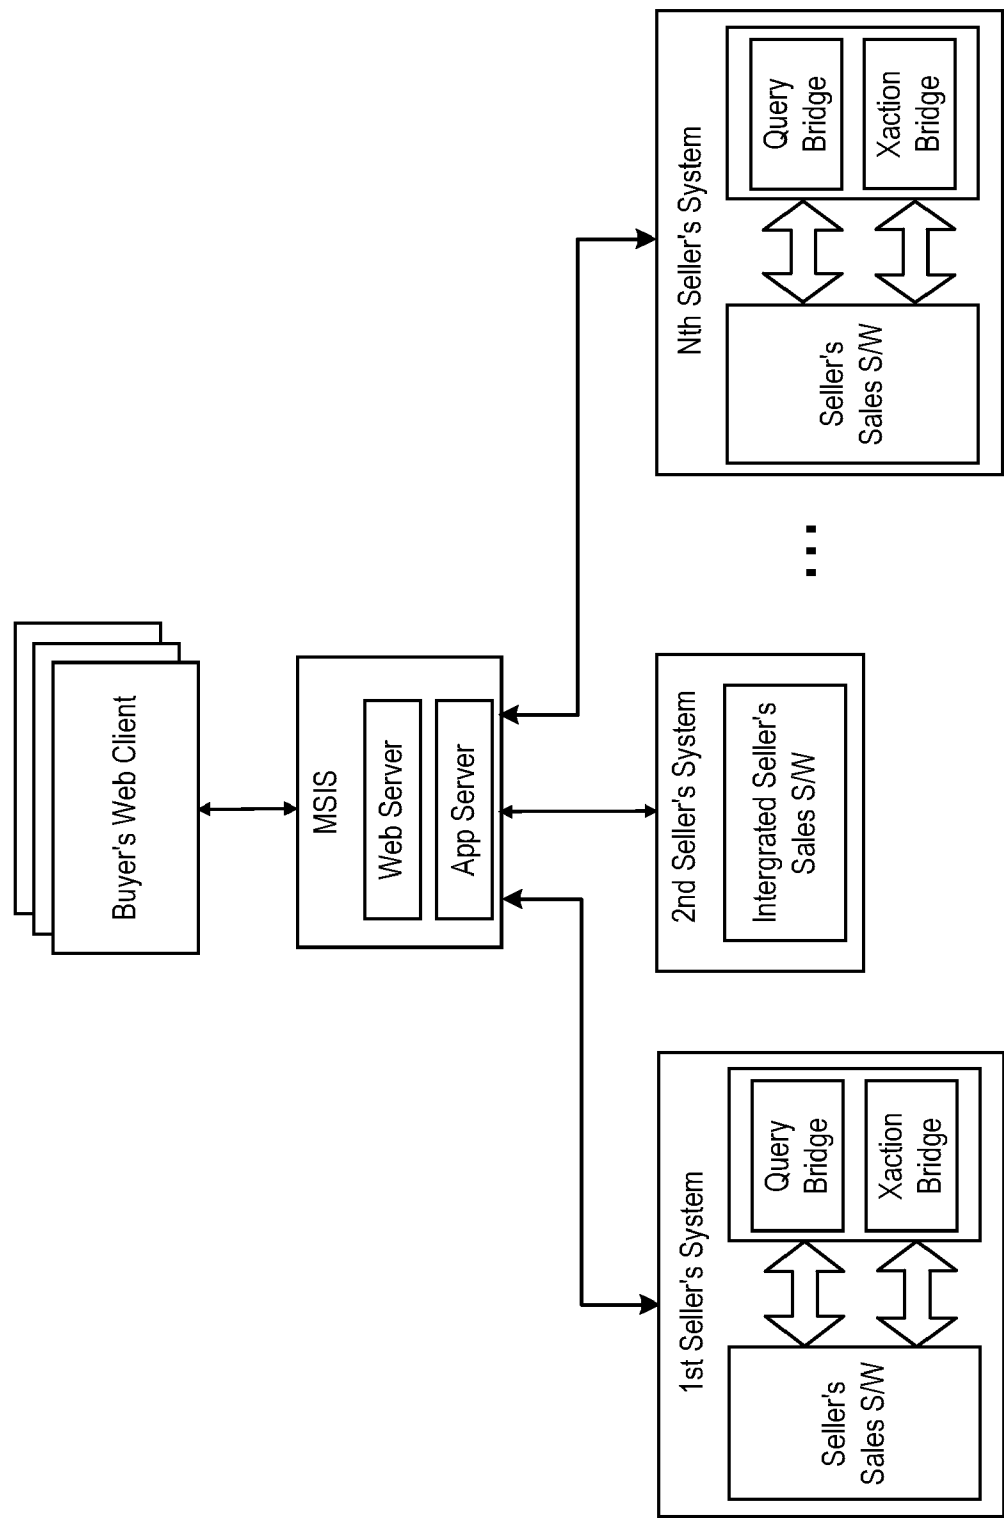 Buyer's Web Client
MSIS
Web Server
App Server
1st Seller's System
Seller's
Sales S/W
Query
Bridge
Xaction
Bridge
2nd Seller's System
Intergrated Seller's
Sales S/W
...
Nth Seller's System
Seller's
Sales S/W
Query
Bridge
Xaction
Bridge